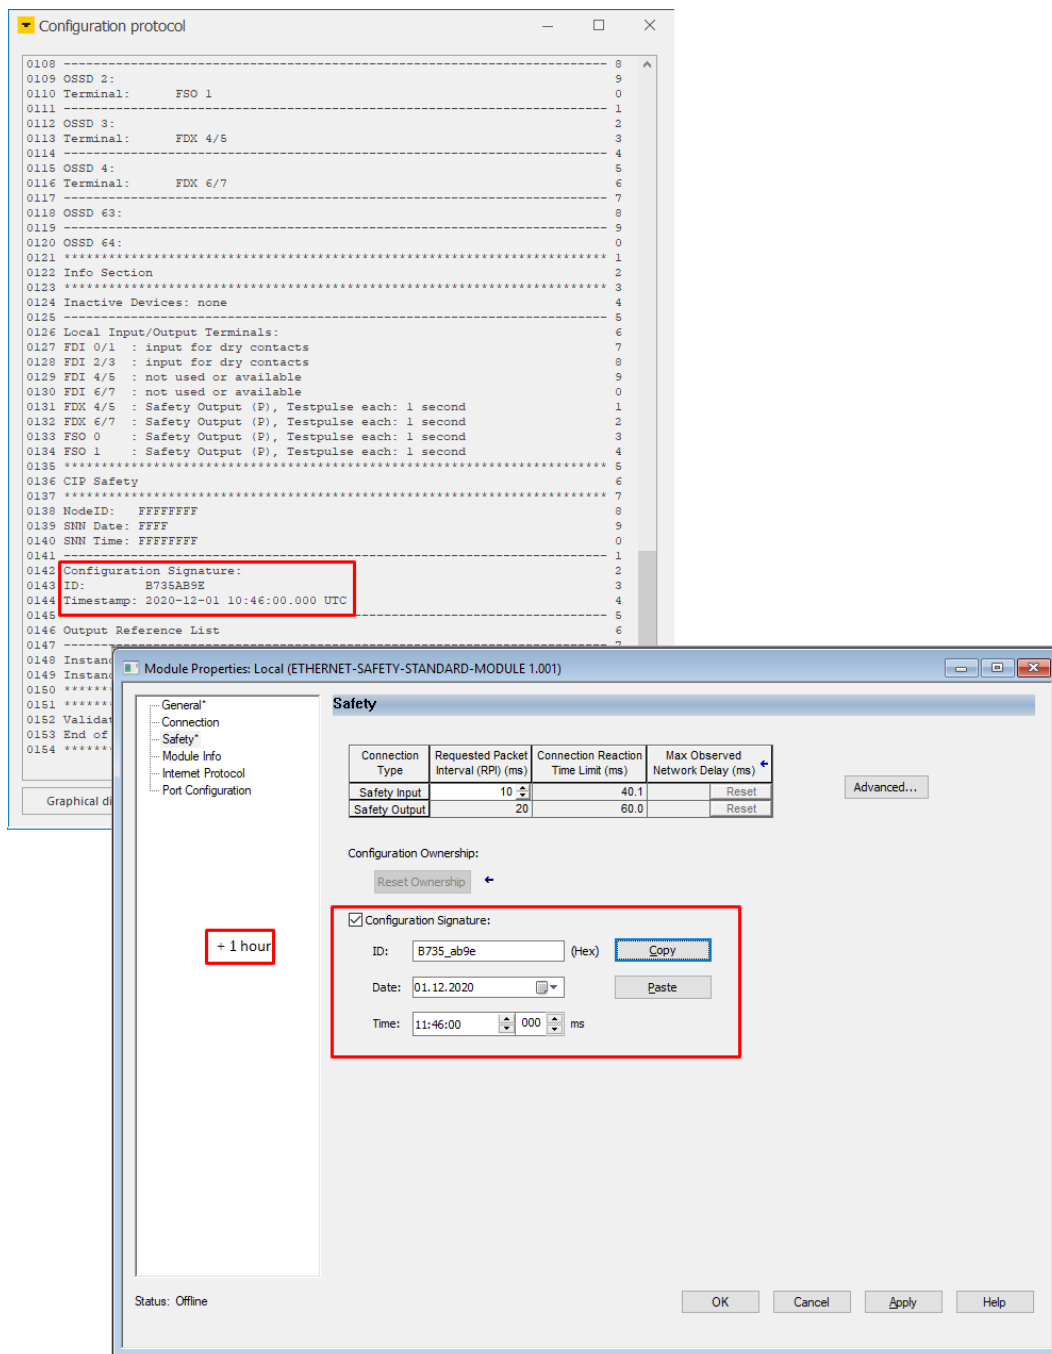 Configuration protocol
0108 ------------------------------------------------------------------------- 8
0109 OSSD 2: 9
0110 Terminal: FSO 1 0
0111 ------------------------------------------------------------------------- 1
0112 OSSD 3: 2
0113 Terminal: FDX 4/5 3
0114 ------------------------------------------------------------------------- 4
0115 OSSD 4: 5
0116 Terminal: FDX 6/7 6
0117 ------------------------------------------------------------------------- 7
0118 OSSD 63: 8
0119 ------------------------------------------------------------------------- 9
0120 OSSD 64: 0
0121 ************************************************************************* 1
0122 Info Section 2
0123 ************************************************************************* 3
0124 Inactive Devices: none 4
0125 ------------------------------------------------------------------------- 5
0126 Local Input/Output Terminals: 6
0127 FDI 0/1 : input for dry contacts 7
0128 FDI 2/3 : input for dry contacts 8
0129 FDI 4/5 : not used or available 9
0130 FDI 6/7 : not used or available 0
0131 FDX 4/5 : Safety Output (P), Testpulse each: 1 second 1
0132 FDX 6/7 : Safety Output (P), Testpulse each: 1 second 2
0133 FSO 0 : Safety Output (P), Testpulse each: 1 second 3
0134 FSO 1 : Safety Output (P), Testpulse each: 1 second 4
0135 ************************************************************************* 5
0136 CIP Safety 6
0137 ************************************************************************* 7
0138 NodeID: FFFFFFFF 8
0139 SNN Date: FFFF 9
0140 SNN Time: FFFFFFFF 0
0141 ------------------------------------------------------------------------- 1
0142 Configuration Signature: 2
0143 ID: B735AB9E 3
0144 Timestamp: 2020-12-01 10:46:00.000 UTC 4
0145 ------------------------------------------------------------------------- 5
0146 Output Reference List 6
0147 ------------------------------------------------------------------------- 7
0148 Instanc
0149 Instanc
0150 *******
0151 *******
0152 Validat
0153 End of
0154 *******
Graphical di
Module Properties: Local (ETHERNET-SAFETY-STANDARD-MODULE 1.001)
General*
Connection
Safety*
Module Info
Internet Protocol
Port Configuration
+ 1 hour
Safety
Connection Type
Requested Packet Interval (RPI) (ms)
Connection Reaction Time Limit (ms)
Max Observed Network Delay (ms)
Safety Input 10 40.1 Reset
Safety Output 20 60.0 Reset
Advanced...
Configuration Ownership:
Reset Ownership
Configuration Signature:
ID: B735_ab9e (Hex) Copy
Date: 01.12.2020 Paste
Time: 11:46:00 000 ms
Status: Offline
OK Cancel Apply Help